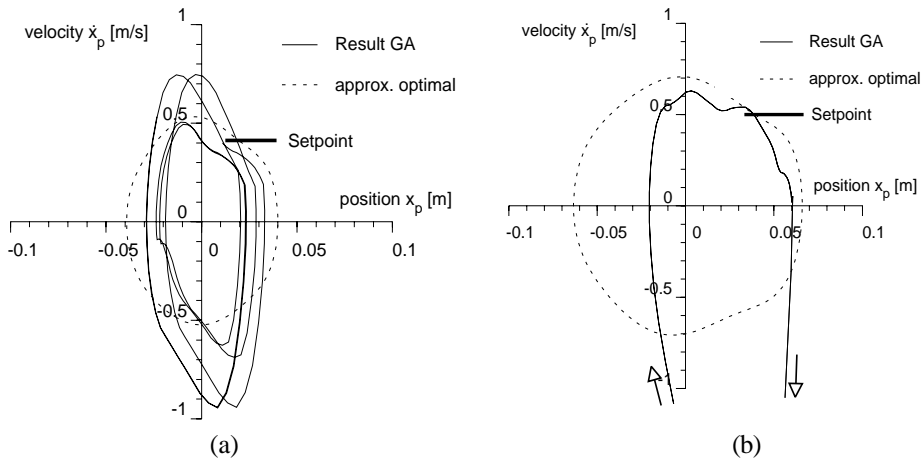 1
velocity ẋp [m/s]
Result GA
approx. optimal
0.5
Setpoint
position xp [m]
0
-0.1
-0.05
0
0.05
0.1
-0.5
-1
(a)
1
velocity ẋp [m/s]
Result GA
approx. optimal
0.5
Setpoint
position xp [m]
0
-0.1
-0.05
0
0.05
0.1
-0.5
-1
(b)